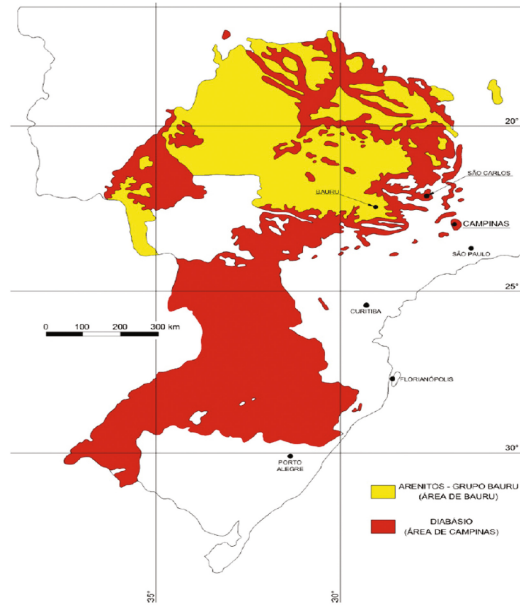 20°
SÃO CARLOS
BAURU
CAMPINAS
SÃO PAULO
25°
0 100 200 300 km
CURITIBA
FLORIANÓPOLIS
30°
PORTO
ALEGRE
ARENITOS - GRUPO BAURU
(ÁREA DE BAURU)
DIABÁSIO
(ÁREA DE CAMPINAS)
35°
30°